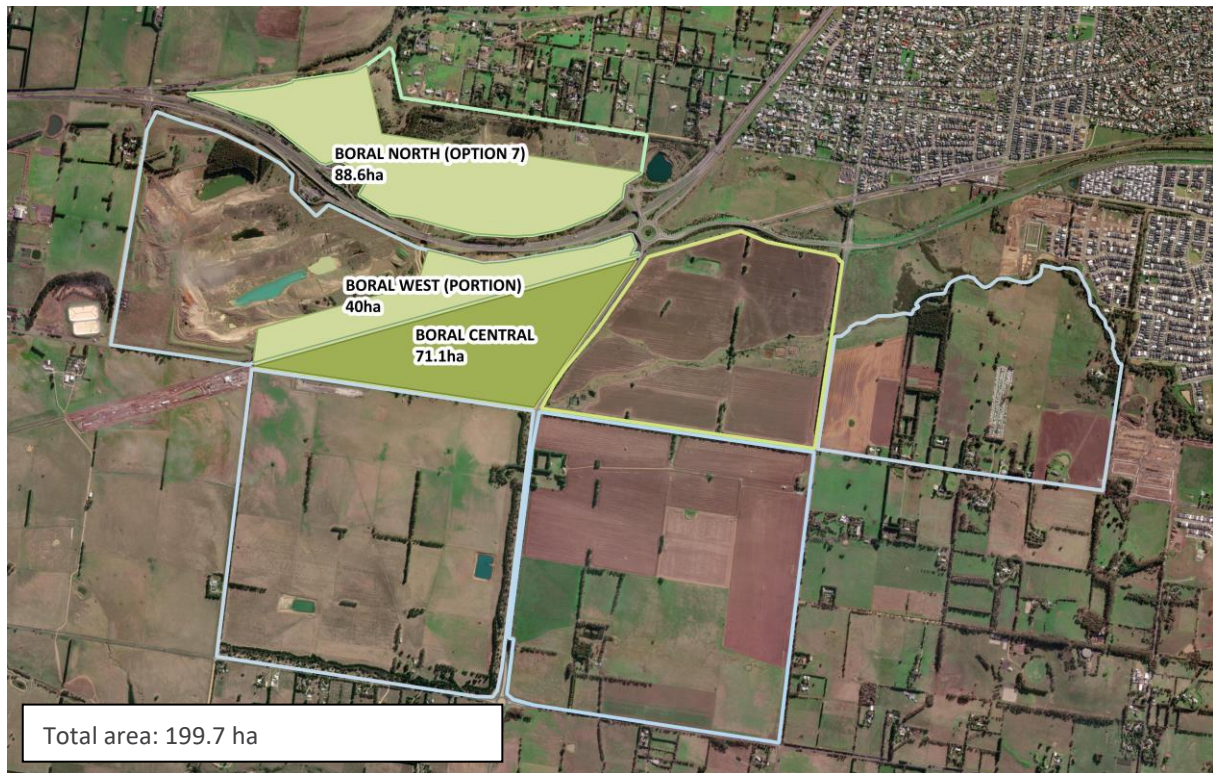 BORAL NORTH (OPTION 7)
88.6ha
BORAL WEST (PORTION)
40ha
BORAL CENTRAL
71.1ha
Total area: 199.7 ha